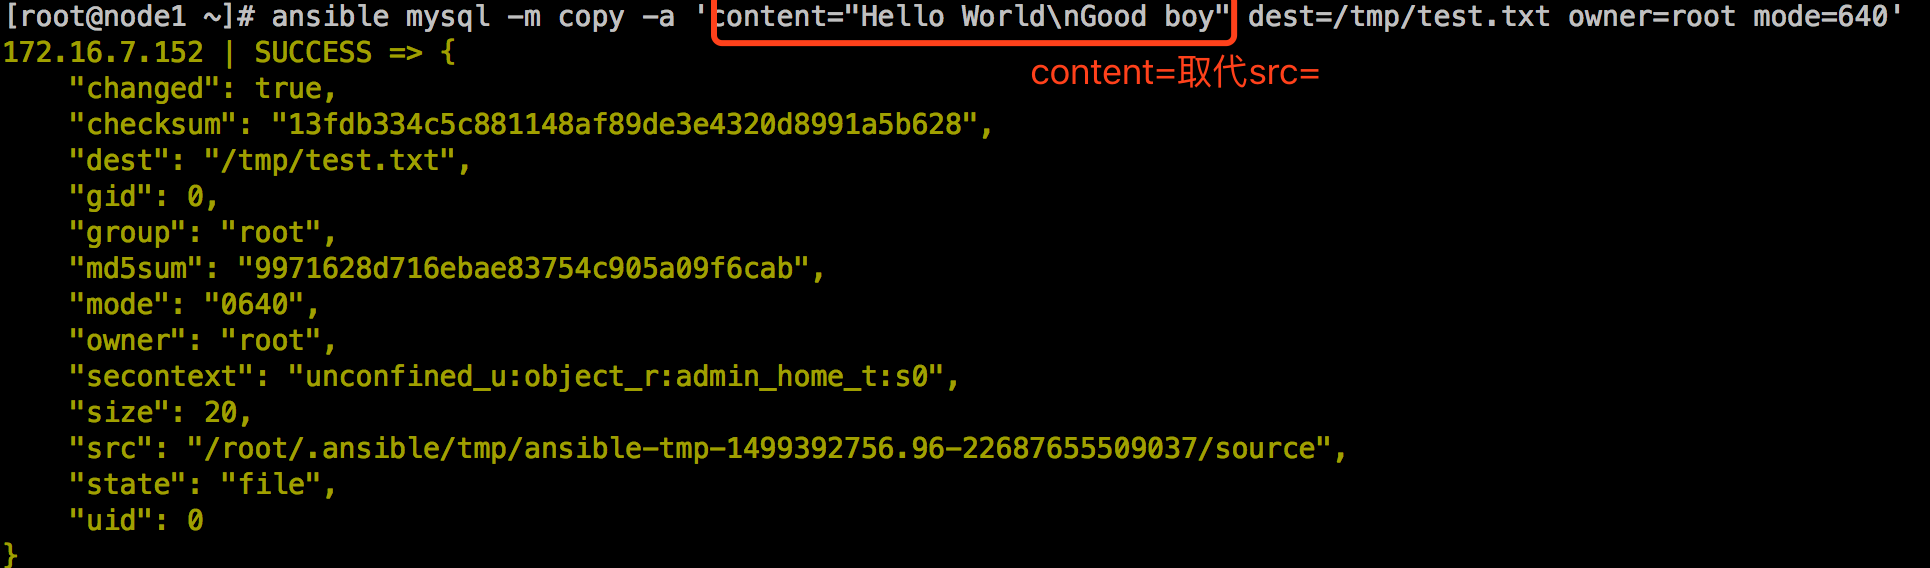 [root@node1 ~]# ansible mysql -m copy -a 'content="Hello World\nGood boy" dest=/tmp/test.txt owner=root mode=640'
172.16.7.152 | SUCCESS => {
content=取代src=
    "changed": true,
    "checksum": "13fdb334c5c881148af89de3e4320d8991a5b628",
    "dest": "/tmp/test.txt",
    "gid": 0,
    "group": "root",
    "md5sum": "9971628d716ebae83754c905a09f6cab",
    "mode": "0640",
    "owner": "root",
    "secontext": "unconfined_u:object_r:admin_home_t:s0",
    "size": 20,
    "src": "/root/.ansible/tmp/ansible-tmp-1499392756.96-22687655509037/source",
    "state": "file",
    "uid": 0
}